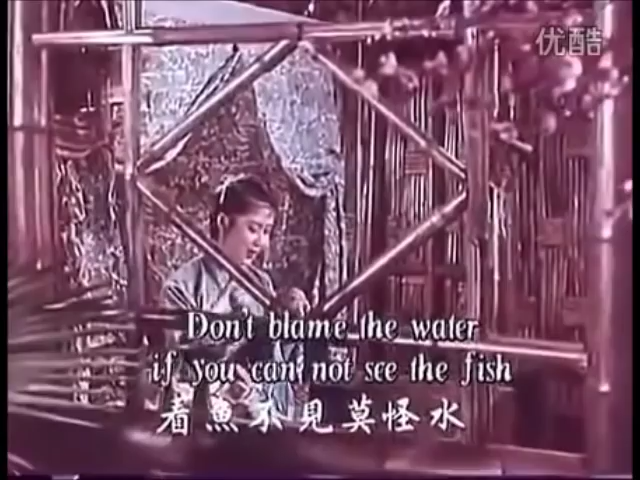 优酷
Don't blame the water
if you can not see the fish
看魚不見莫怪水